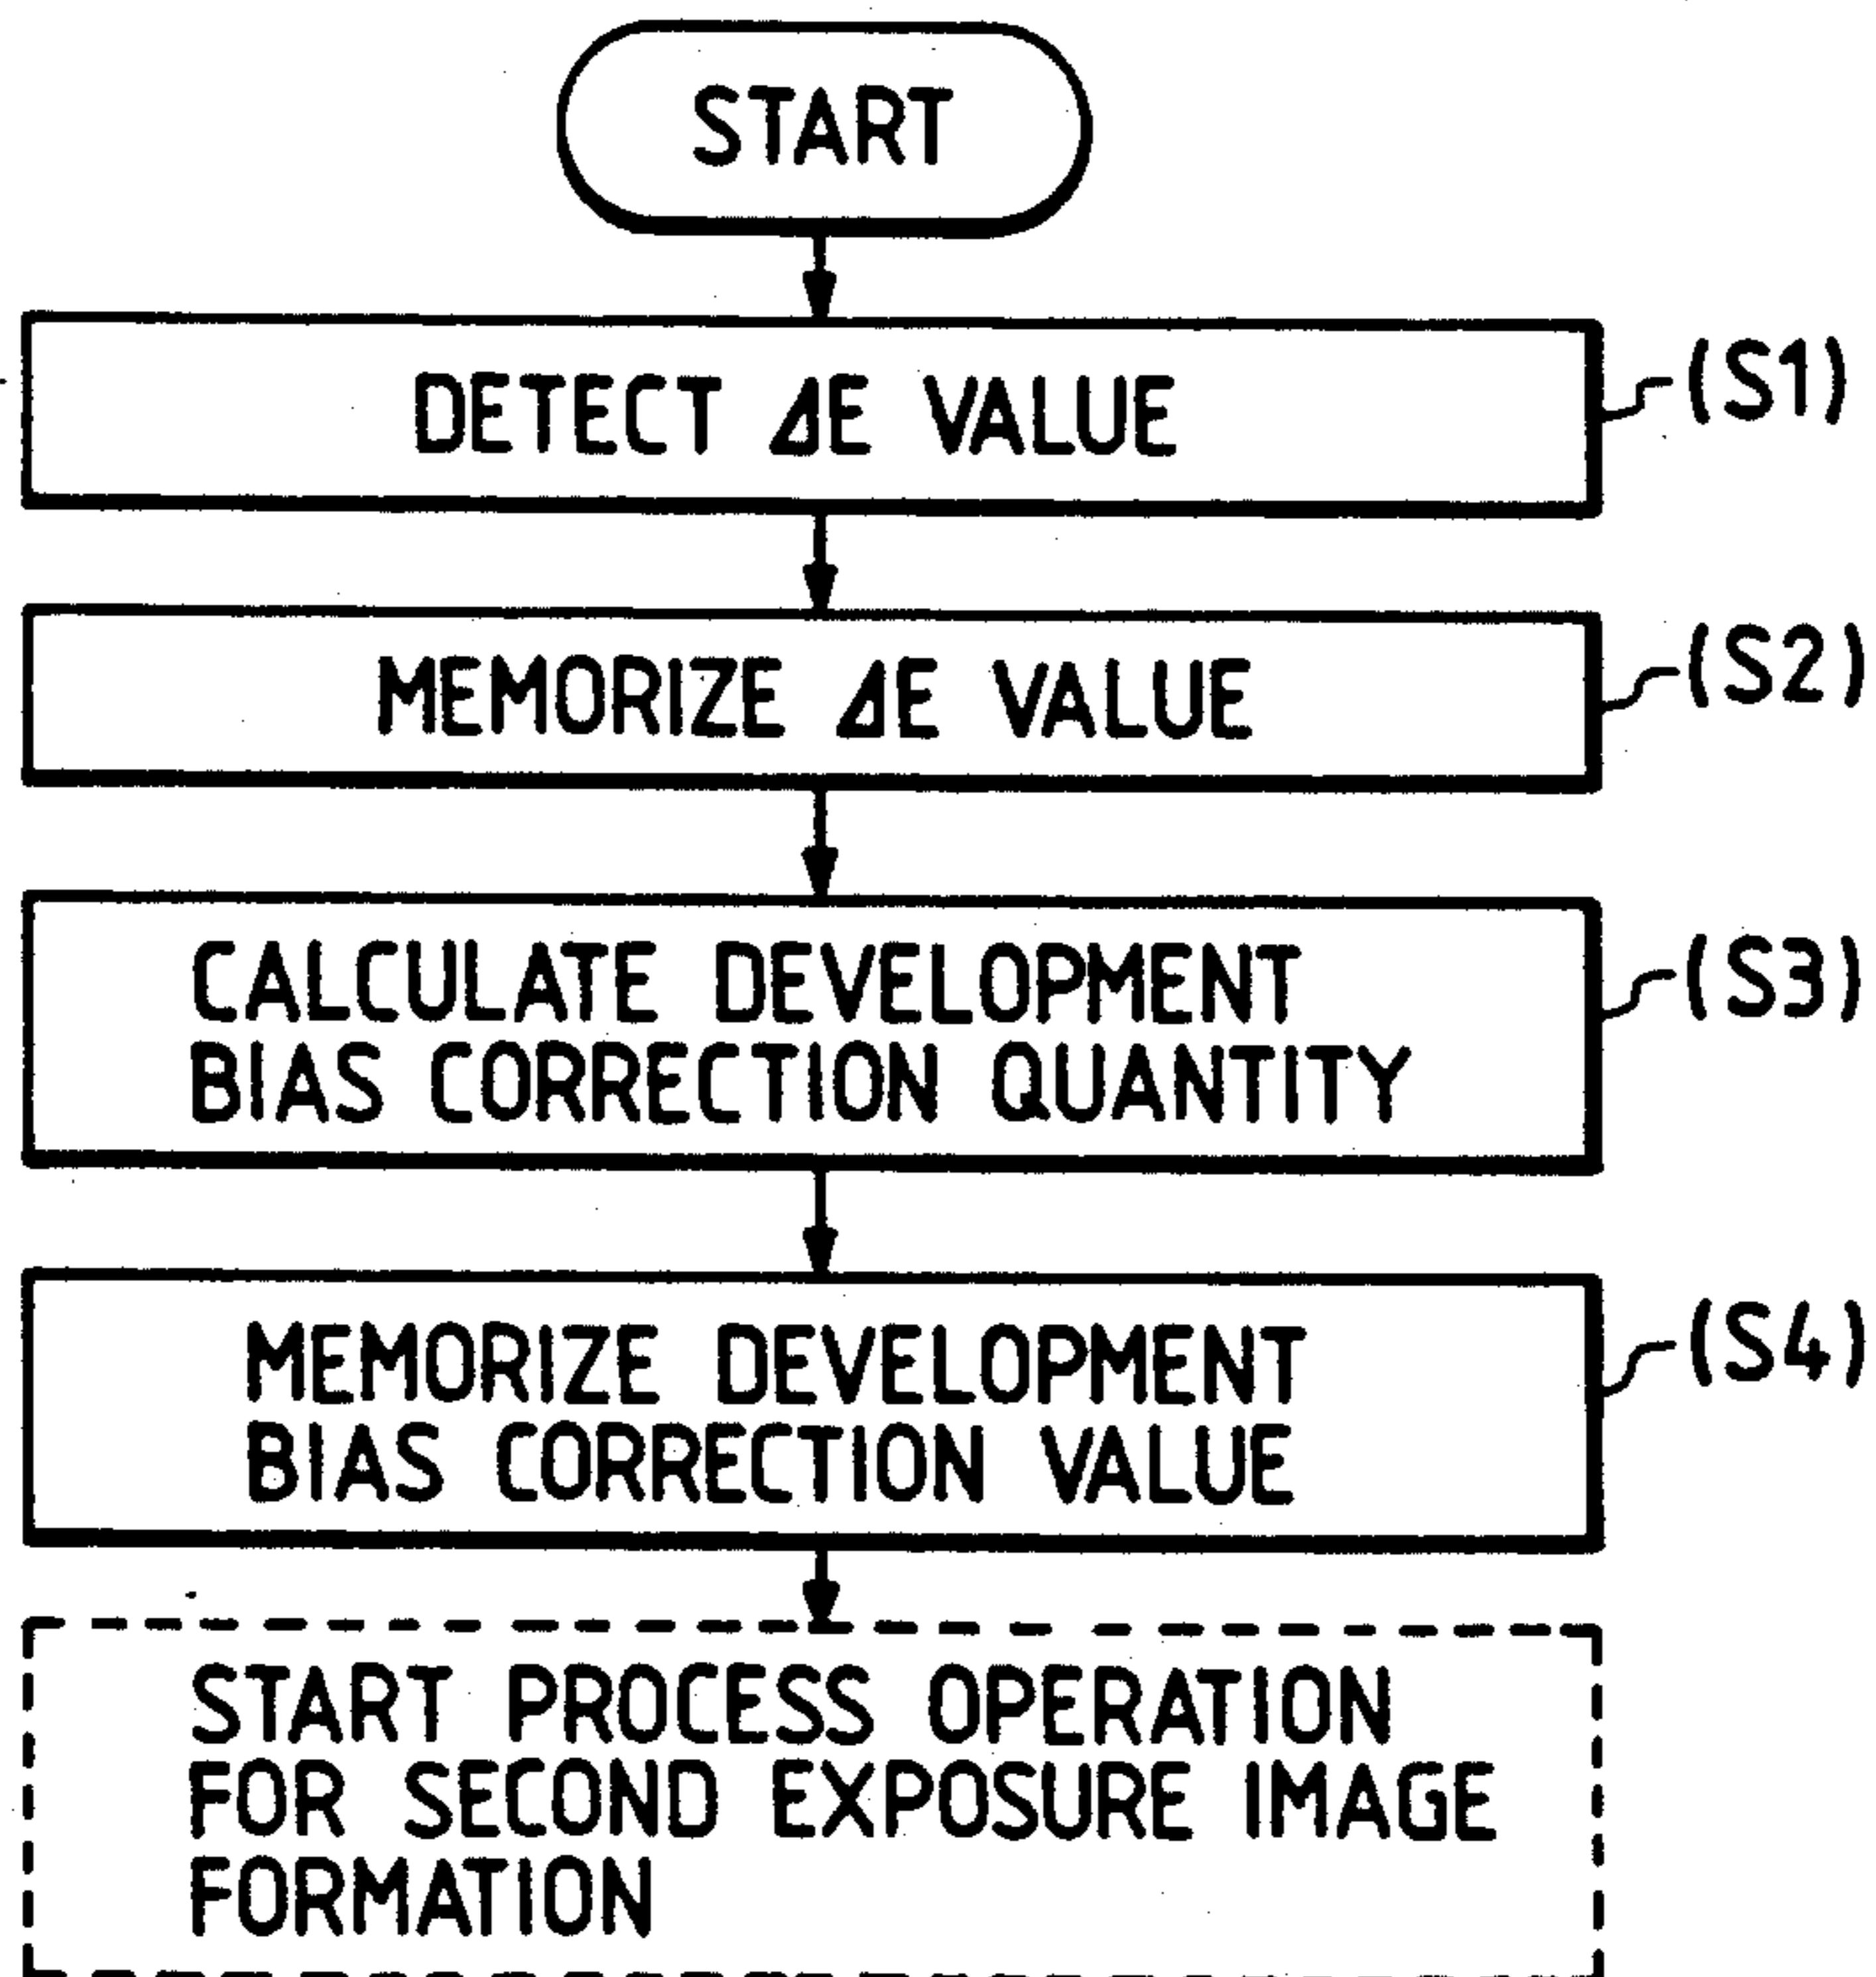 START
DETECT ΔE VALUE
(S1)
MEMORIZE ΔE VALUE
(S2)
CALCULATE DEVELOPMENT
BIAS CORRECTION QUANTITY
(S3)
MEMORIZE DEVELOPMENT
BIAS CORRECTION VALUE
(S4)
START PROCESS OPERATION
FOR SECOND EXPOSURE IMAGE
FORMATION